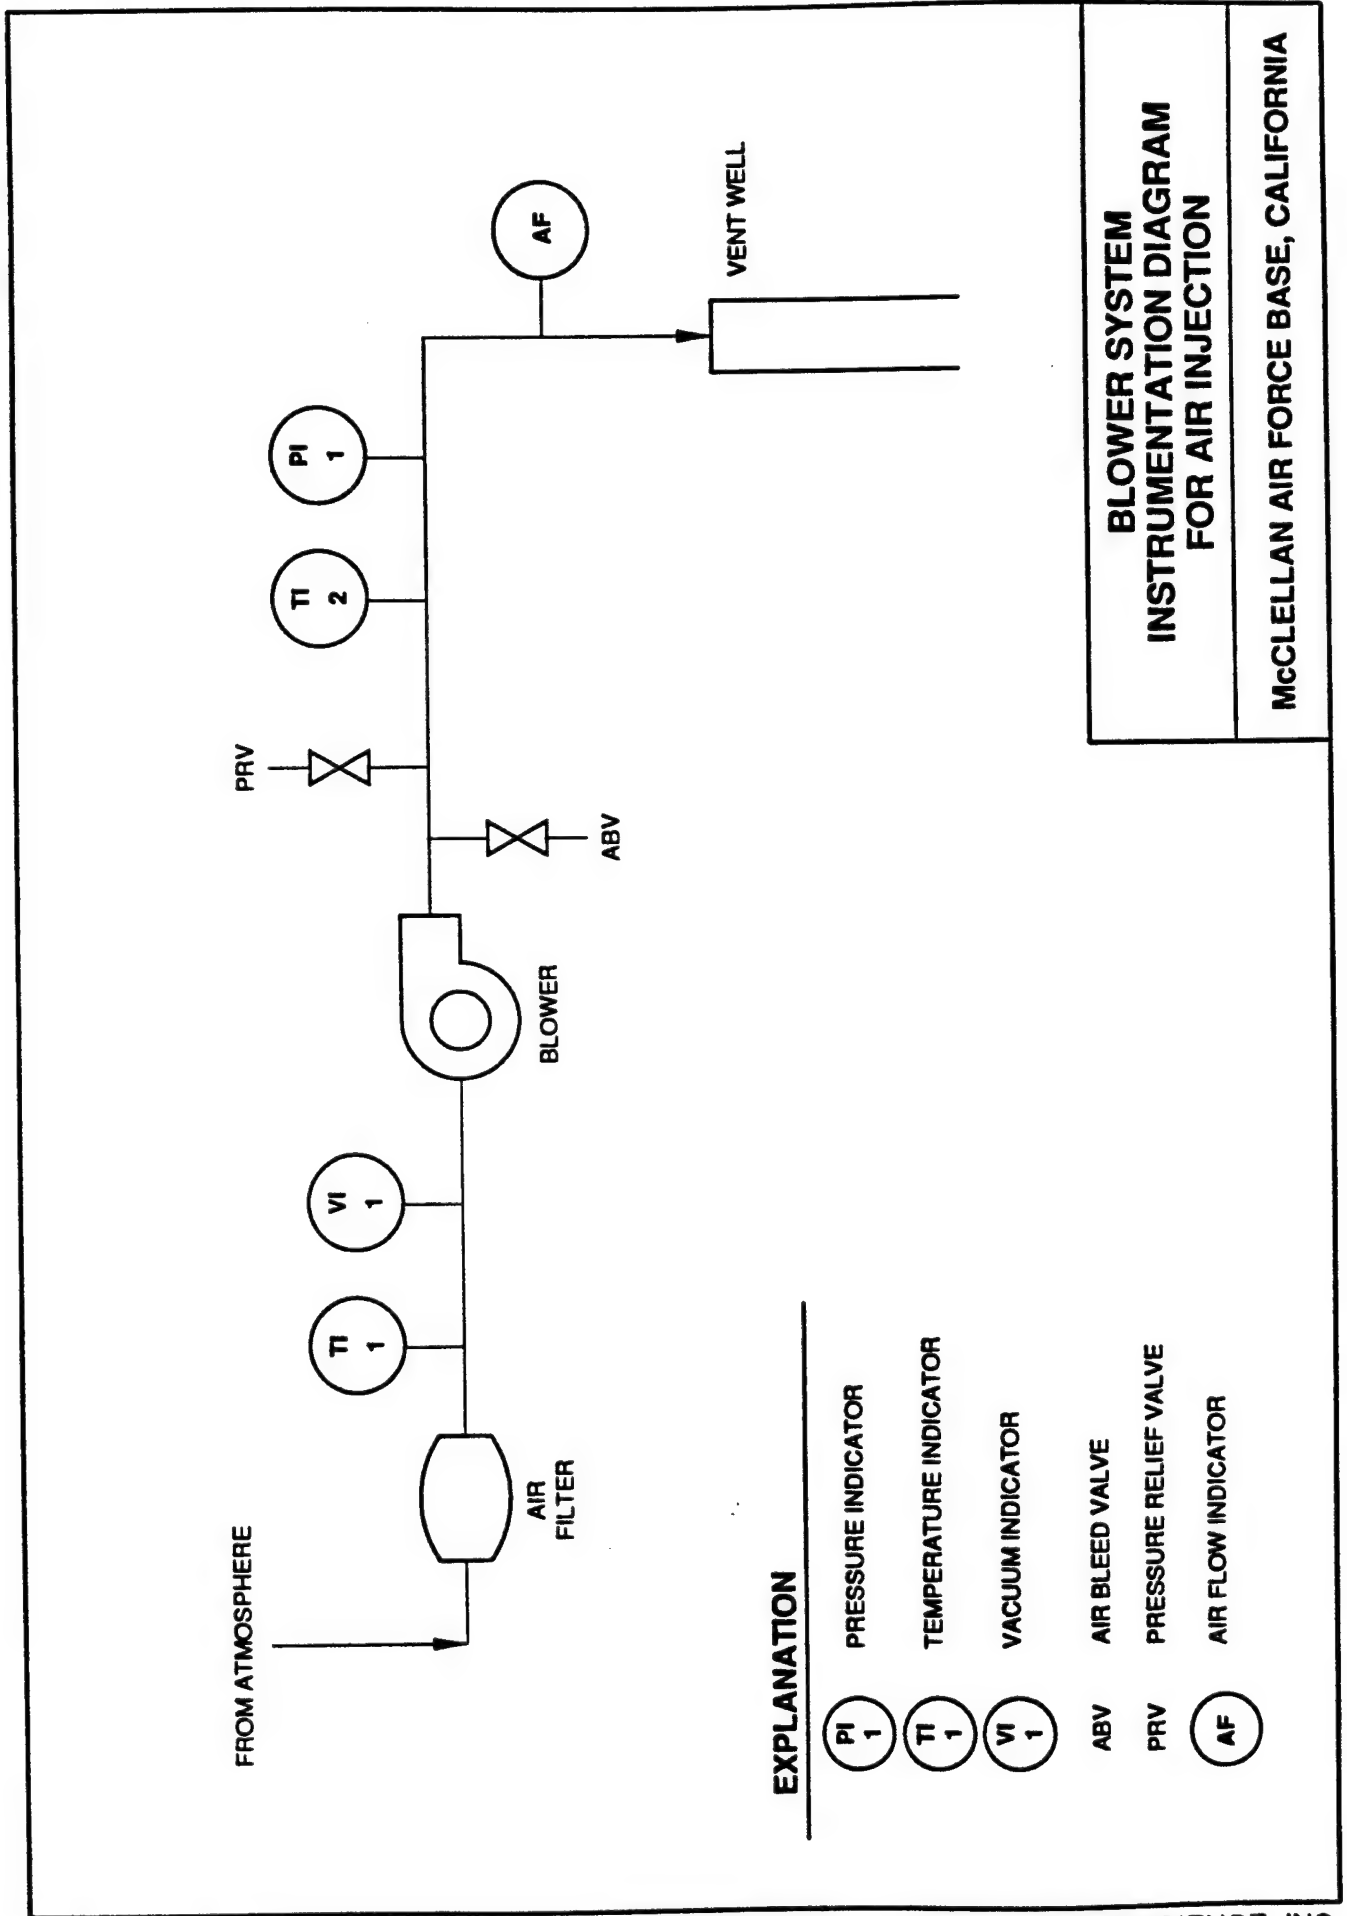 FROM ATMOSPHERE
AIR
FILTER
TI
1
VI
1
BLOWER
ABV
PRV
TI
2
PI
1
AF
VENT WELL
EXPLANATION
PI
1
PRESSURE INDICATOR
TI
1
TEMPERATURE INDICATOR
VI
1
VACUUM INDICATOR
ABV AIR BLEED VALVE
PRV PRESSURE RELIEF VALVE
AF AIR FLOW INDICATOR
BLOWER SYSTEM
INSTRUMENTATION DIAGRAM
FOR AIR INJECTION
McCLELLAN AIR FORCE BASE, CALIFORNIA